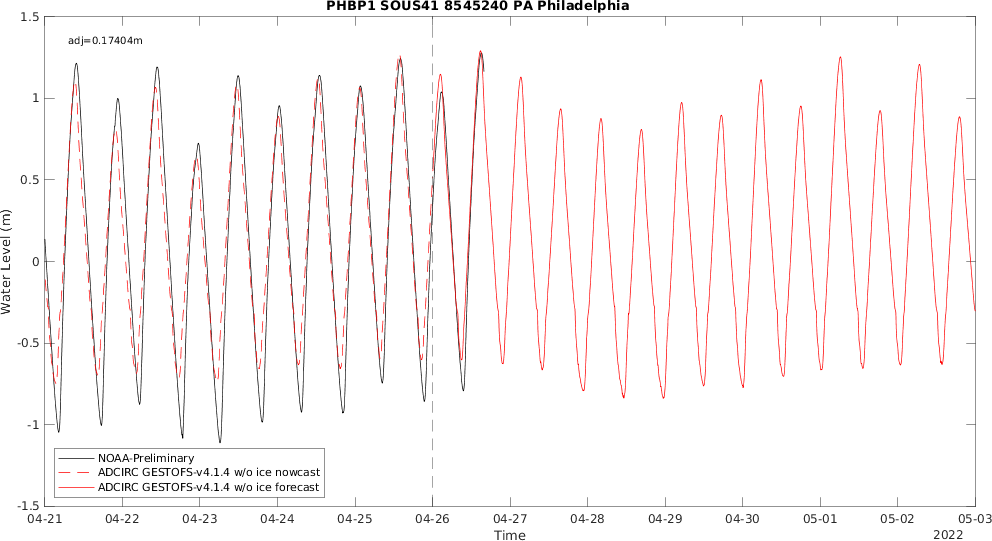 PHBP1 SOUS41 8545240 PA Philadelphia
adj=0.17404m
1.5
1
0.5
0
-0.5
-1
-1.5
Water Level (m)
NOAA-Preliminary
ADCIRC GESTOFS-v4.1.4 w/o ice nowcast
ADCIRC GESTOFS-v4.1.4 w/o ice forecast
04-21 04-22 04-23 04-24 04-25 04-26 04-27 04-28 04-29 04-30 05-01 05-02 05-03
Time
2022